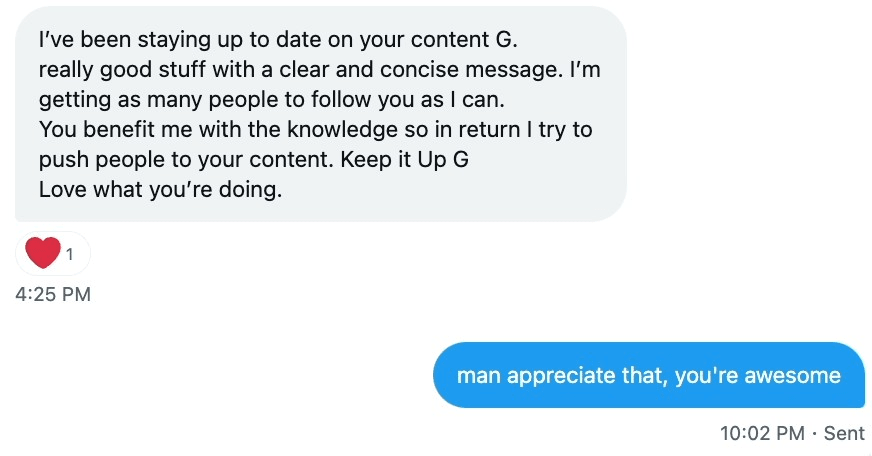 I’ve been staying up to date on your content G.
really good stuff with a clear and concise message. I’m
getting as many people to follow you as I can.
You benefit me with the knowledge so in return I try to
push people to your content. Keep it Up G
Love what you’re doing.
1
4:25 PM
man appreciate that, you're awesome
10:02 PM · Sent